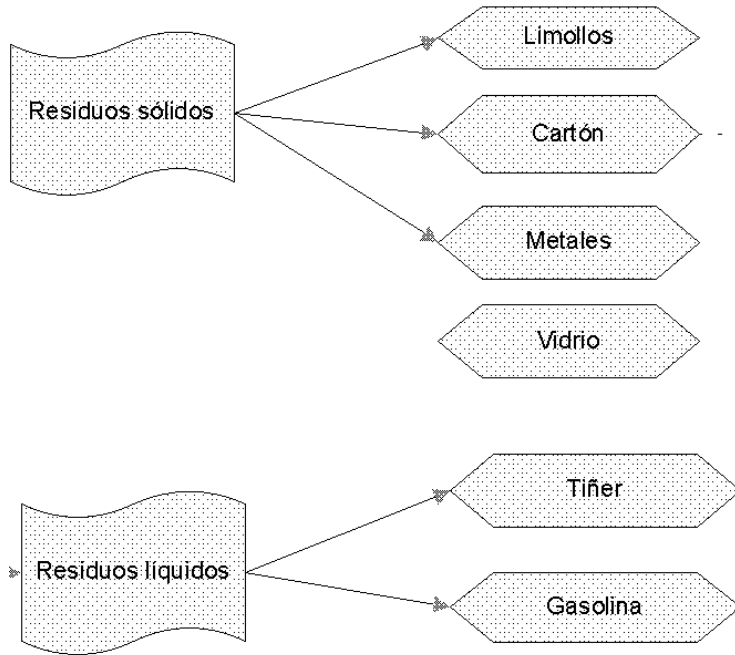 Limollos
Residuos sólidos
Cartón
Metales
Vidrio
Tiñer
Residuos líquidos
Gasolina